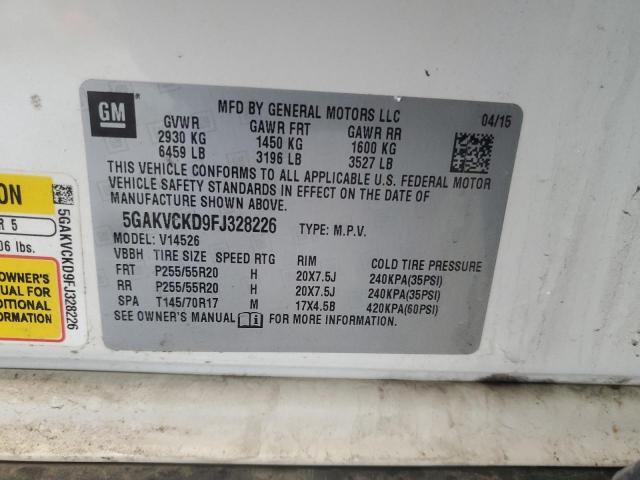 GM
MFD BY GENERAL MOTORS LLC
04/15
GVWR GAWR FRT GAWR RR
2930 KG 1450 KG 1600 KG
6459 LB 3196 LB 3527 LB
THIS VEHICLE CONFORMS TO ALL APPLICABLE U.S. FEDERAL MOTOR
VEHICLE SAFETY STANDARDS IN EFFECT ON THE DATE OF
MANUFACTURE SHOWN ABOVE.
5GAKVCKD9FJ328226 TYPE: M.P.V.
MODEL: V14526
VBBH TIRE SIZE SPEED RTG RIM COLD TIRE PRESSURE
FRT P255/55R20 H 20X7.5J 240KPA(35PSI)
RR P255/55R20 H 20X7.5J 240KPA(35PSI)
SPA T145/70R17 M 17X4.5B 420KPA(60PSI)
SEE OWNER'S MANUAL FOR MORE INFORMATION.
ON
R 5
06 lbs.
OWNER'S
UAL FOR
DITIONAL
RMATION
5GAKVCKD9FJ328226